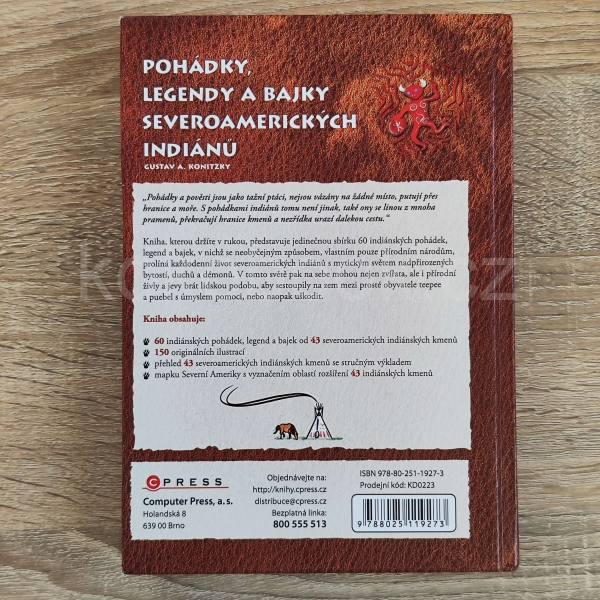 POHÁDKY,
LEGENDY A BAJKY
SEVEROAMERICKÝCH
INDIÁNŮ
GUSTAV A. KONITZKY
„Pohádky a pověsti jsou jako tažní ptáci, nejsou vázány na žádné místo, putují přes
hranice a moře. S pohádkami indiánů tomu není jinak, také ony se linou z mnoha
pramenů, překračují hranice kmenů a nezřídka urazí dalekou cestu.“
Kniha, kterou držíte v rukou, představuje jedinečnou sbírku 60 indiánských pohádek,
legend a bajek, v nichž se neobyčejným způsobem, vlastním pouze přírodním národům,
prolíná každodenní život severoamerických indiánů s mytickým světem nadpřirozených
bytostí, duchů a démonů. V tomto světě pak na sebe mohou nejen zvířata, ale i přírodní
živly a jevy brát lidskou podobu, aby sestoupily na zem mezi prosté obyvatele teepee
a puebel s úmyslem pomoci, nebo naopak uškodit.
Kniha obsahuje:
60 indiánských pohádek, legend a bajek od 43 severoamerických indiánských kmenů
150 originálních ilustrací
přehled 43 severoamerických indiánských kmenů se stručným výkladem
mapku Severní Ameriky s vyznačením oblastí rozšíření 43 indiánských kmenů
CPRESS
Computer Press, a. s.
Holandská 8
639 00 Brno
Objednávejte na:
http://knihy.cpress.cz
distribuce@cpress.cz
Bezplatná linka:
800 555 513
ISBN 978-80-251-1927-3
Prodejní kód: KD0223
9 788025 119273